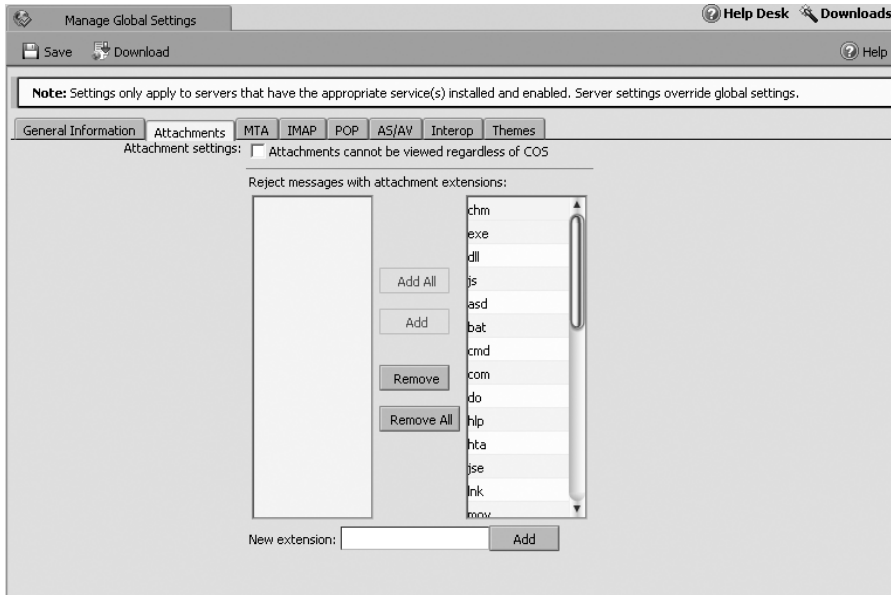 Manage Global Settings
Help Desk Downloads
Save Download Help
Note: Settings only apply to servers that have the appropriate service(s) installed and enabled. Server settings override global settings.
General Information Attachments MTA IMAP POP AS/AV Interop Themes
Attachment settings: Attachments cannot be viewed regardless of COS
Reject messages with attachment extensions:
chm
exe
dll
js
asd
bat
cmd
com
do
hlp
hta
jse
lnk
mov
Add All
Add
Remove
Remove All
New extension: Add